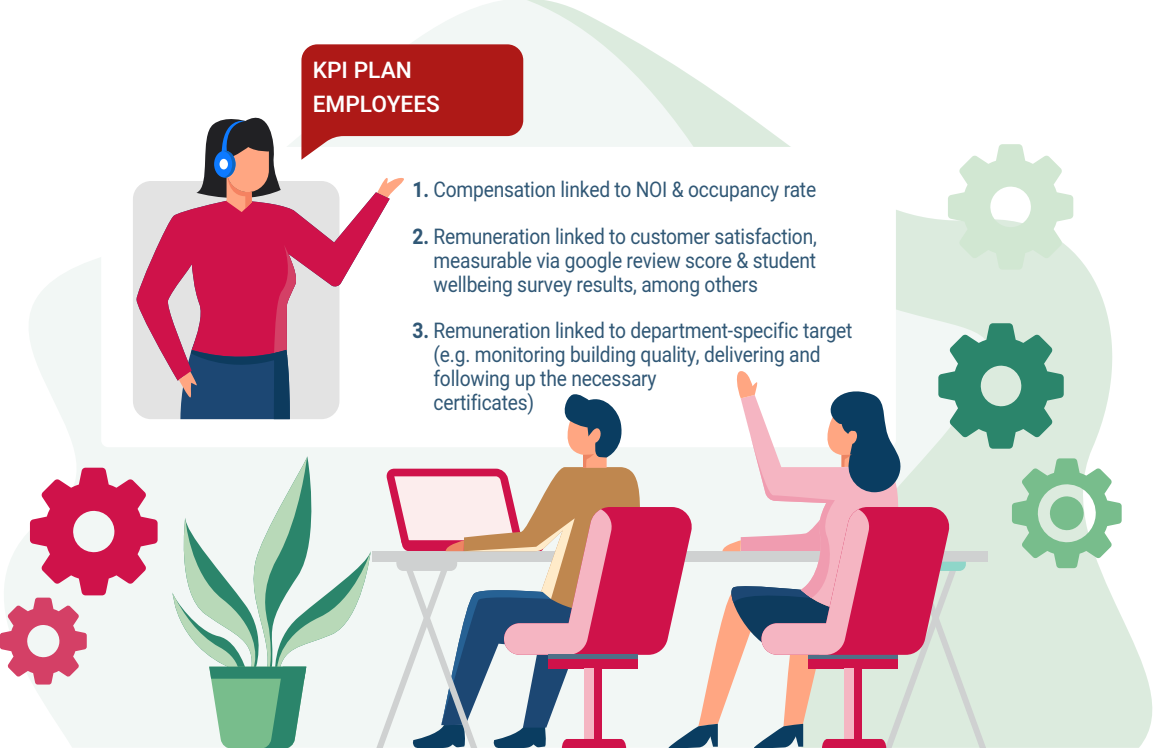 KPI PLAN
EMPLOYEES
1. Compensation linked to NOI & occupancy rate
2. Remuneration linked to customer satisfaction,
measurable via google review score & student
wellbeing survey results, among others
3. Remuneration linked to department-specific target
(e.g. monitoring building quality, delivering and
following up the necessary
certificates)